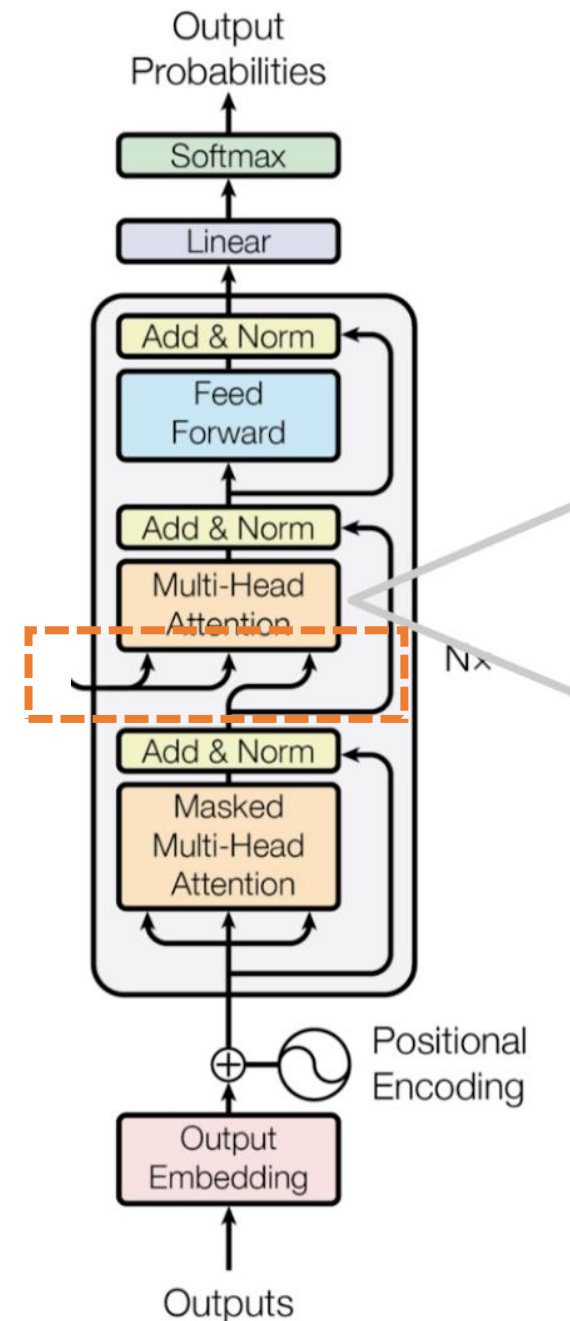 Output
Probabilities
Softmax
Linear
Add & Norm
Feed
Forward
Add & Norm
Multi-Head
Attention
N×
Add & Norm
Masked
Multi-Head
Attention
Positional
Encoding
Output
Embedding
Outputs